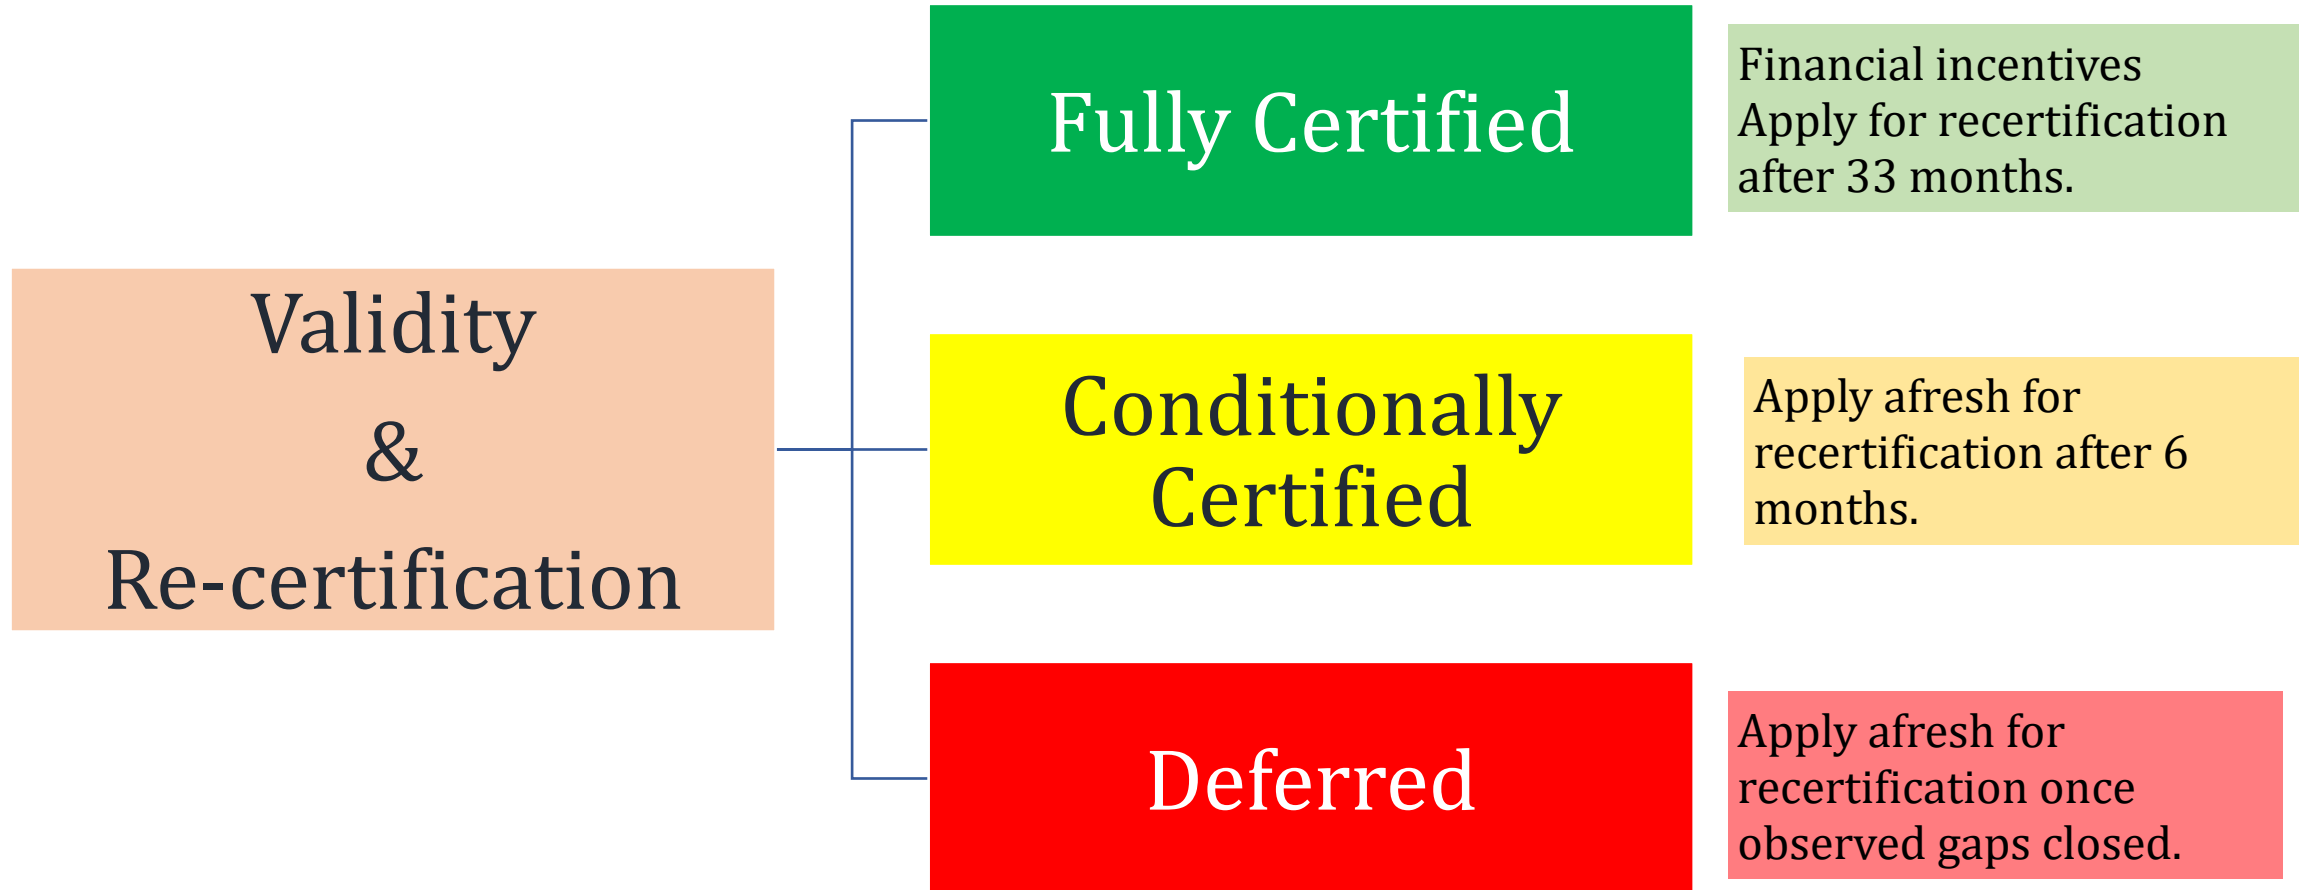 Validity
&
Re-certification
Fully Certified
Financial incentives
Apply for recertification
after 33 months.
Conditionally
Certified
Apply afresh for
recertification after 6
months.
Deferred
Apply afresh for
recertification once
observed gaps closed.